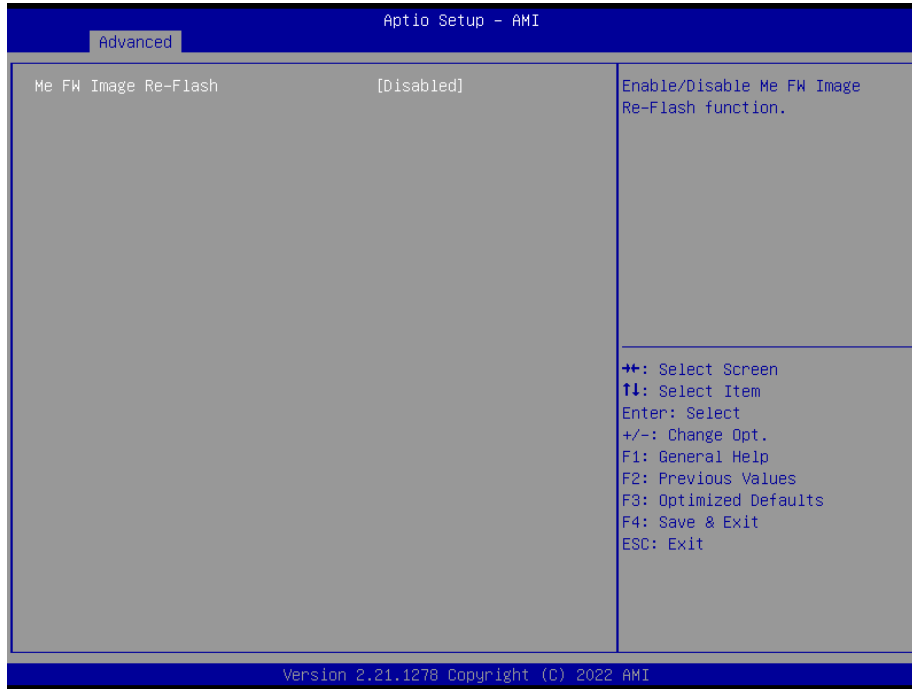 Aptio Setup – AMI
Advanced
Me FW Image Re–Flash [Disabled]
Enable/Disable Me FW Image
Re–Flash function.
→←: Select Screen
↑↓: Select Item
Enter: Select
+/–: Change Opt.
F1: General Help
F2: Previous Values
F3: Optimized Defaults
F4: Save & Exit
ESC: Exit
Version 2.21.1278 Copyright (C) 2022 AMI